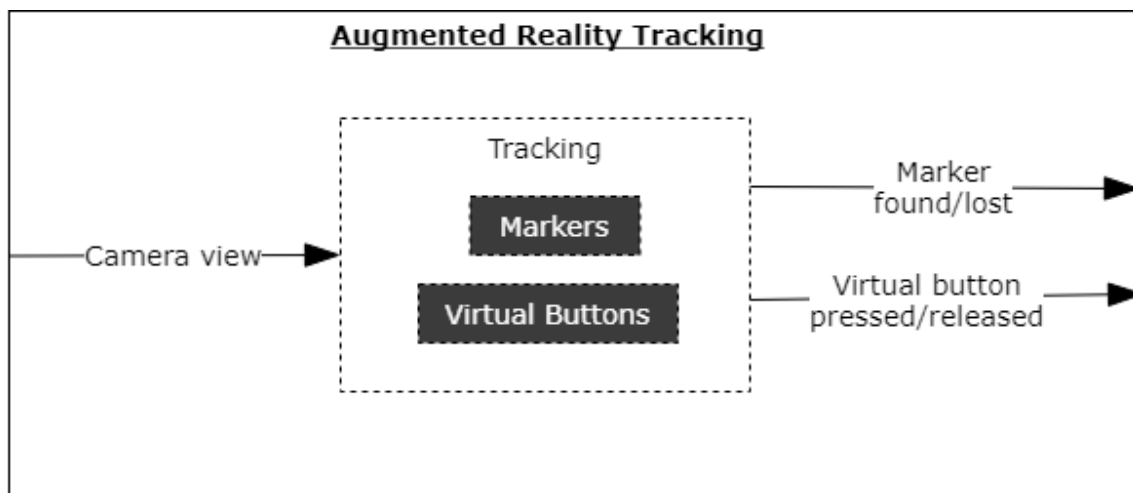 Augmented Reality Tracking
Tracking
Markers
Virtual Buttons
Camera view
Marker
found/lost
Virtual button
pressed/released